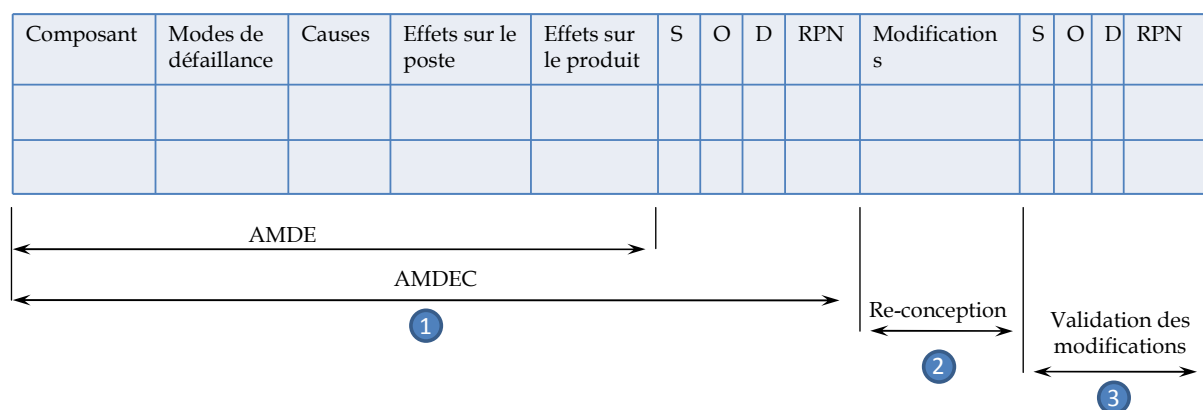 Composant Modes de Causes Effets sur le Effets sur S O D RPN Modification S O D RPN
défaillance poste le produit s
AMDE
AMDEC
1
Re-conception
2
Validation des
modifications
3